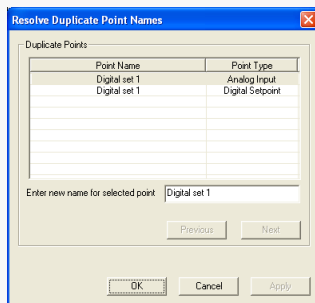 Resolve Duplicate Point Names
Duplicate Points
Point Name Point Type
Digital set 1 Analog Input
Digital set 1 Digital Setpoint
Enter new name for selected point Digital set 1
Previous Next
OK Cancel Apply